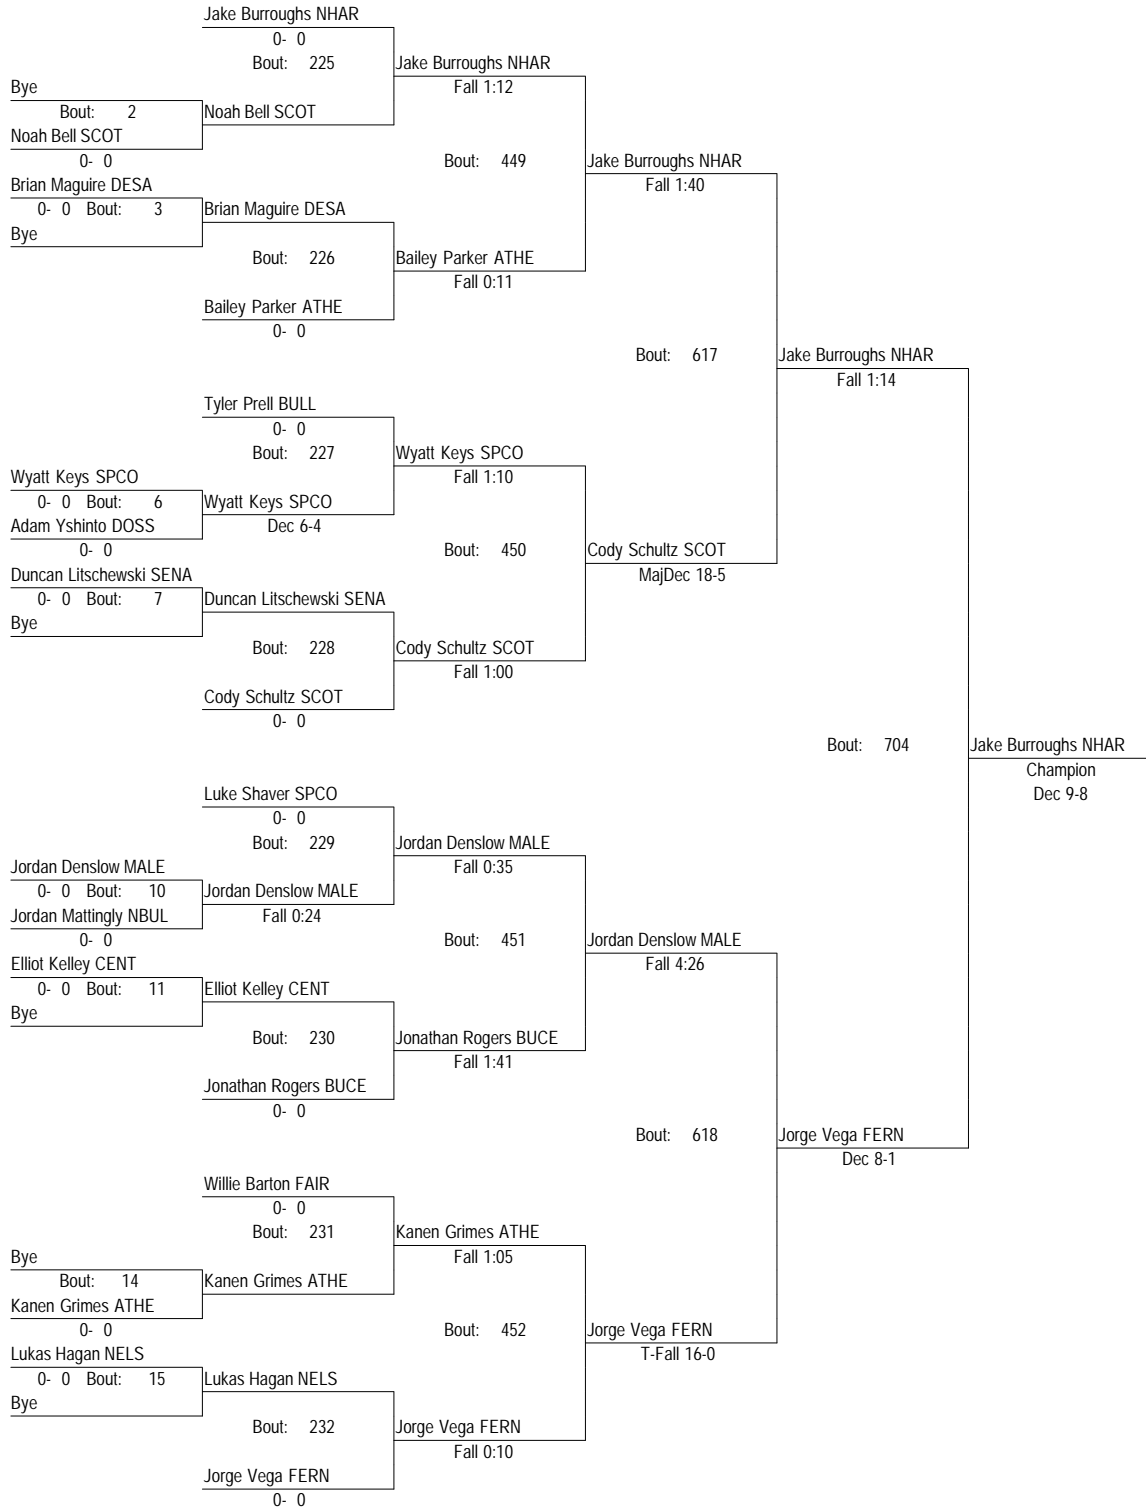 Jake Burroughs NHAR
0- 0
Bout: 225 Jake Burroughs NHAR
Bye Fall 1:12
Bout: 2 Noah Bell SCOT
Noah Bell SCOT
0- 0 Bout: 449 Jake Burroughs NHAR
Brian Maguire DESA Fall 1:40
0- 0 Bout: 3 Brian Maguire DESA
Bye
Bout: 226 Bailey Parker ATHE
Fall 0:11
Bailey Parker ATHE
0- 0
Bout: 617 Jake Burroughs NHAR
Fall 1:14
Tyler Prell BULL
0- 0
Bout: 227 Wyatt Keys SPCO
Wyatt Keys SPCO Fall 1:10
0- 0 Bout: 6 Wyatt Keys SPCO
Adam Yshinto DOSS Dec 6-4
0- 0 Bout: 450 Cody Schultz SCOT
Duncan Litschewski SENA MajDec 18-5
0- 0 Bout: 7 Duncan Litschewski SENA
Bye
Bout: 228 Cody Schultz SCOT
Fall 1:00
Cody Schultz SCOT
0- 0
Bout: 704 Jake Burroughs NHAR
Champion
Luke Shaver SPCO Dec 9-8
0- 0
Bout: 229 Jordan Denslow MALE
Jordan Denslow MALE Fall 0:35
0- 0 Bout: 10 Jordan Denslow MALE
Jordan Mattingly NBUL Fall 0:24
0- 0 Bout: 451 Jordan Denslow MALE
Elliot Kelley CENT Fall 4:26
0- 0 Bout: 11 Elliot Kelley CENT
Bye
Bout: 230 Jonathan Rogers BUCE
Fall 1:41
Jonathan Rogers BUCE
0- 0
Bout: 618 Jorge Vega FERN
Dec 8-1
Willie Barton FAIR
0- 0
Bout: 231 Kanen Grimes ATHE
Bye Fall 1:05
Bout: 14 Kanen Grimes ATHE
Kanen Grimes ATHE
0- 0 Bout: 452 Jorge Vega FERN
Lukas Hagan NELS T-Fall 16-0
0- 0 Bout: 15 Lukas Hagan NELS
Bye
Bout: 232 Jorge Vega FERN
Fall 0:10
Jorge Vega FERN
0- 0